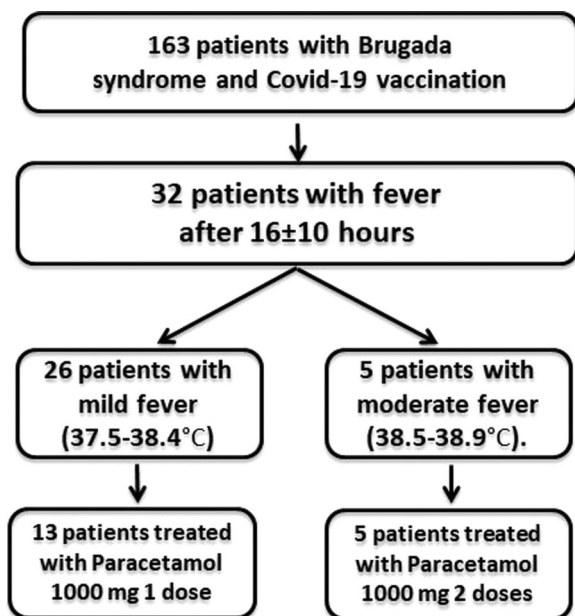 163 patients with Brugada
syndrome and Covid-19 vaccination
32 patients with fever
after 16±10 hours
26 patients with
mild fever
(37.5-38.4°C)
5 patients with
moderate fever
(38.5-38.9°C).
13 patients treated
with Paracetamol
1000 mg 1 dose
5 patients treated
with Paracetamol
1000 mg 2 doses